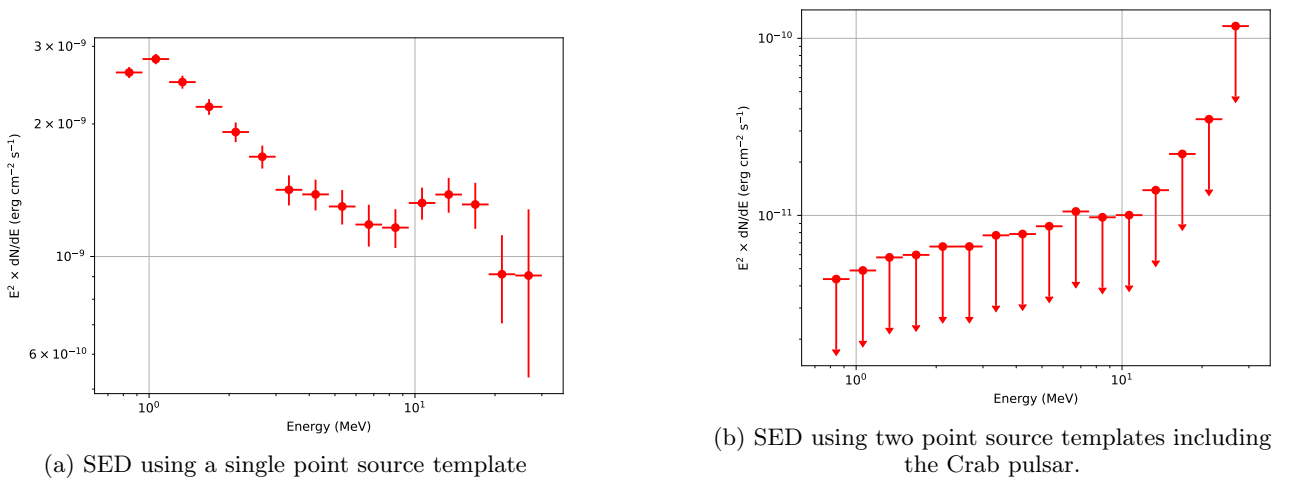 3 × 10⁻⁹
2 × 10⁻⁹
10⁻⁹
6 × 10⁻¹⁰
E² × dN/dE (erg cm⁻² s⁻¹)
10⁰
10¹
Energy (MeV)
(a) SED using a single point source template
10⁻¹⁰
10⁻¹¹
E² × dN/dE (erg cm⁻² s⁻¹)
10⁰
10¹
Energy (MeV)
(b) SED using two point source templates including
the Crab pulsar.